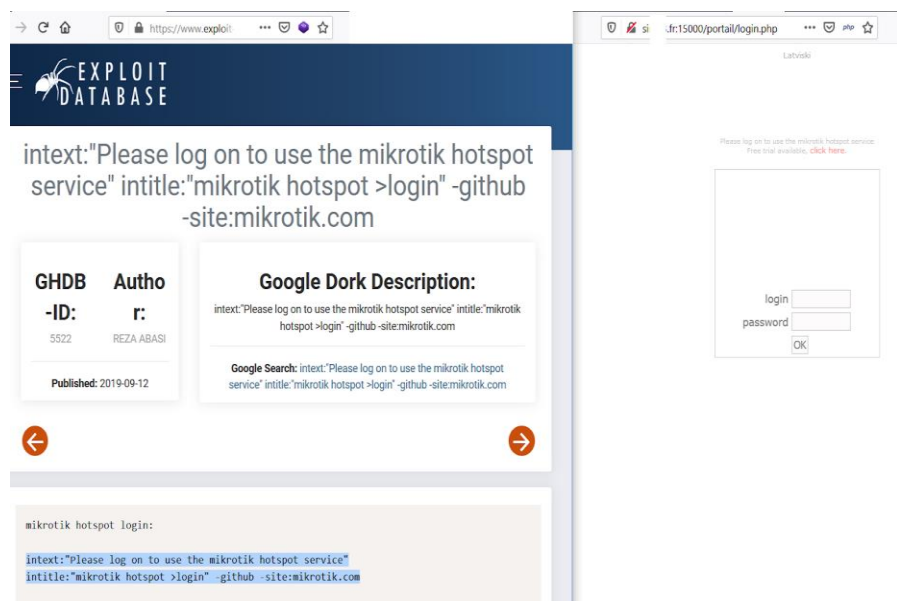 https://www.exploit-
EXPLOIT
DATABASE
intext:"Please log on to use the mikrotik hotspot
service" intitle:"mikrotik hotspot >login" -github
-site:mikrotik.com
GHDB
-ID:
5522
Autho
r:
REZA ABASI
Published: 2019-09-12
Google Dork Description:
intext:"Please log on to use the mikrotik hotspot service" intitle:"mikrotik
hotspot >login" -github -site:mikrotik.com
Google Search: intext:"Please log on to use the mikrotik hotspot
service" intitle:"mikrotik hotspot >login" -github -site:mikrotik.com
mikrotik hotspot login:
intext:"Please log on to use the mikrotik hotspot service"
intitle:"mikrotik hotspot >login" -github -site:mikrotik.com
si .fr:15000/portail/login.php
php
Latviski
Please log on to use the mikrotik hotspot service
Free trial available, click here.
login
password
OK